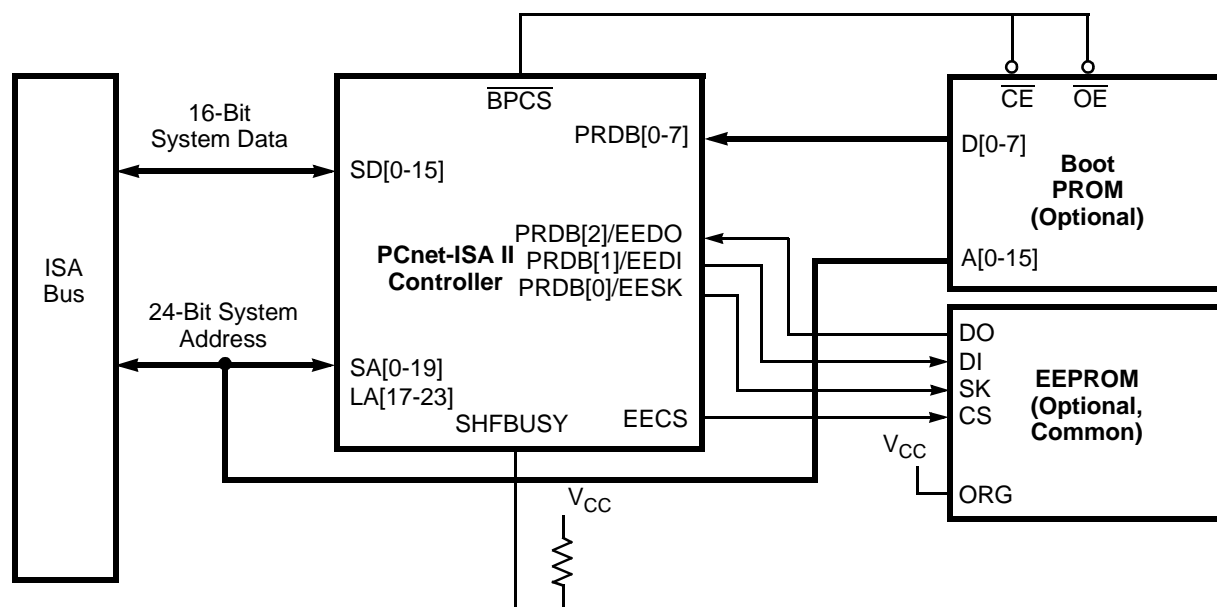 ISA
Bus
16-Bit
System Data
24-Bit System
Address
BPCS
PRDB[0-7]
SD[0-15]
PCnet-ISA II
Controller
PRDB[2]/EEDO
PRDB[1]/EEDI
PRDB[0]/EESK
SA[0-19]
LA[17-23]
SHFBUSY
EECS
CE
OE
D[0-7]
Boot
PROM
(Optional)
A[0-15]
DO
DI
SK
CS
EEPROM
(Optional,
Common)
VCC
ORG
VCC